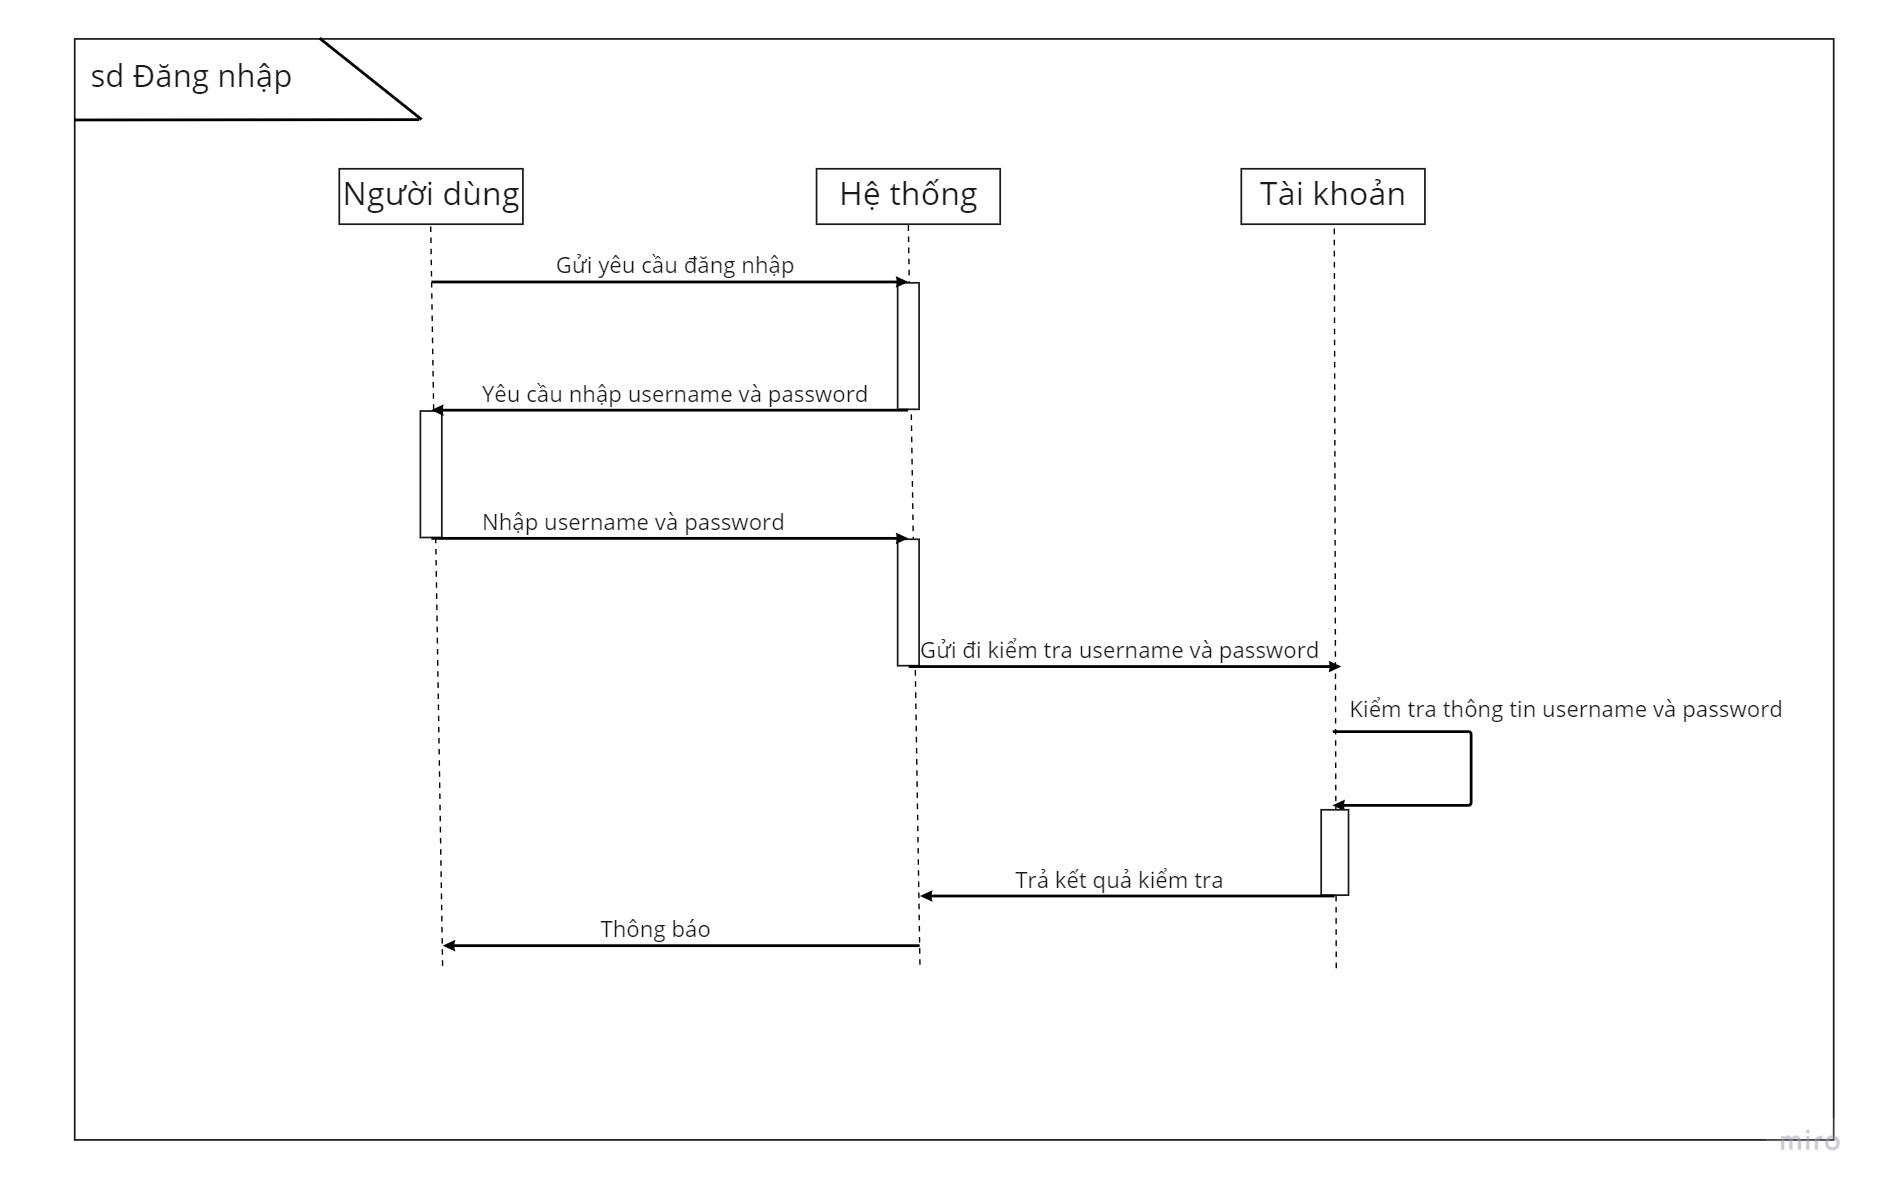 sd Đăng nhập
Người dùng
Hệ thống
Tài khoản
Gửi yêu cầu đăng nhập
Yêu cầu nhập username và password
Nhập username và password
Gửi đi kiểm tra username và password
Kiểm tra thông tin username và password
Trả kết quả kiểm tra
Thông báo
miro